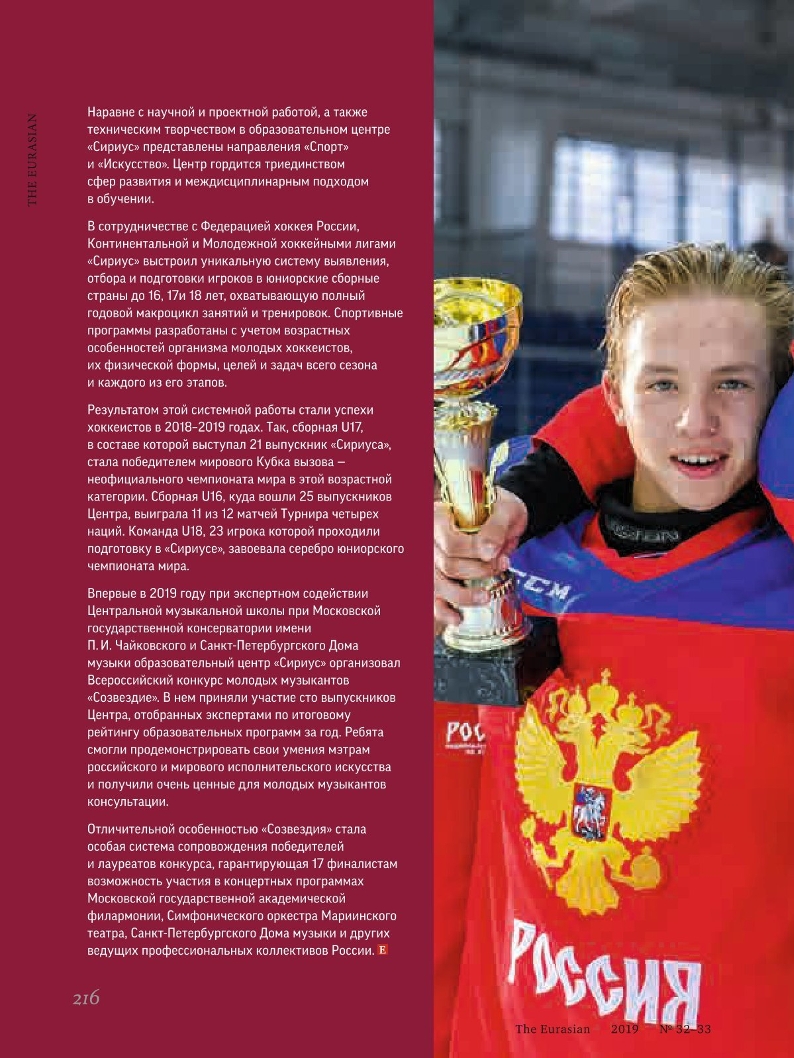 THE EURASIAN
Наравне с научной и проектной работой, а также
техническим творчеством в образовательном центре
«Сириус» представлены направления «Спорт»
и «Искусство». Центр гордится триединством
сфер развития и междисциплинарным подходом
в обучении.
В сотрудничестве с Федерацией хоккея России,
Континентальной и Молодежной хоккейными лигами
«Сириус» выстроил уникальную систему выявления,
отбора и подготовки игроков в юниорские сборные
страны до 16, 17и 18 лет, охватывающую полный
годовой макроцикл занятий и тренировок. Спортивные
программы разработаны с учетом возрастных
особенностей организма молодых хоккеистов,
их физической формы, целей и задач всего сезона
и каждого из его этапов.
Результатом этой системной работы стали успехи
хоккеистов в 2018–2019 годах. Так, сборная U17,
в составе которой выступал 21 выпускник «Сириуса»,
стала победителем мирового Кубка вызова –
неофициального чемпионата мира в этой возрастной
категории. Сборная U16, куда вошли 25 выпускников
Центра, выиграла 11 из 12 матчей Турнира четырех
наций. Команда U18, 23 игрока которой проходили
подготовку в «Сириусе», завоевала серебро юниорского
чемпионата мира.
Впервые в 2019 году при экспертном содействии
Центральной музыкальной школы при Московской
государственной консерватории имени
П. И. Чайковского и Санкт-Петербургского Дома
музыки образовательный центр «Сириус» организовал
Всероссийский конкурс молодых музыкантов
«Созвездие». В нем приняли участие сто выпускников
Центра, отобранных экспертами по итоговому
рейтингу образовательных программ за год. Ребята
смогли продемонстрировать свои умения мэтрам
российского и мирового исполнительского искусства
и получили очень ценные для молодых музыкантов
консультации.
Отличительной особенностью «Созвездия» стала
особая система сопровождения победителей
и лауреатов конкурса, гарантирующая 17 финалистам
возможность участия в концертных программах
Московской государственной академической
филармонии, Симфонического оркестра Мариинского
театра, Санкт-Петербургского Дома музыки и других
ведущих профессиональных коллективов России. E
216
CCM
РОС
РОССИЯ
The Eurasian 2019 № 32–33